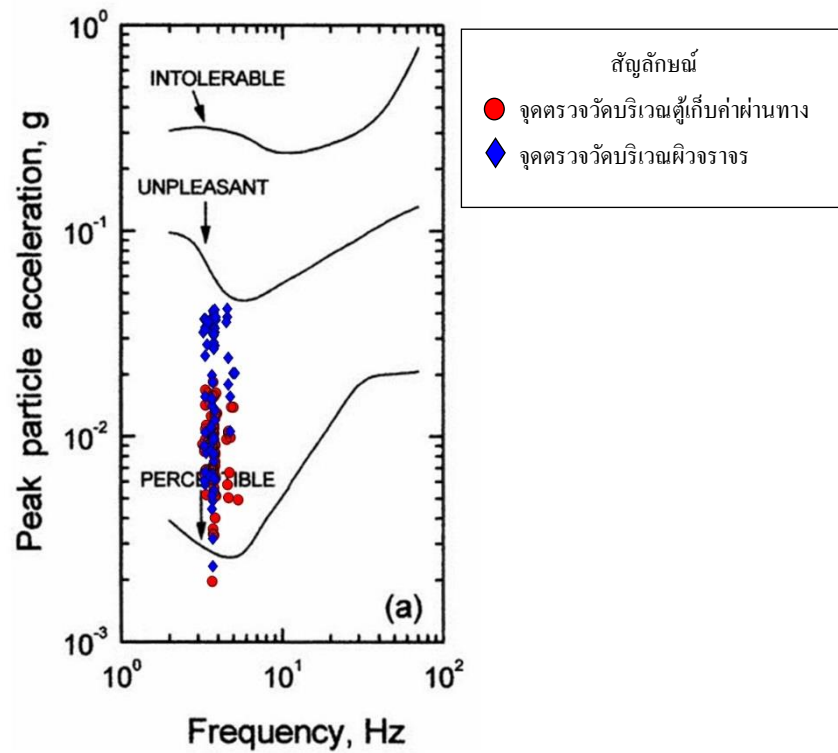 10⁰
INTOLERABLE
UNPLEASANT
10⁻¹
10⁻²
PERCEPTIBLE
(a)
10⁻³
10⁰
10¹
10²
Peak particle acceleration, g
Frequency, Hz
สัญลักษณ์
จุดตรวจวัดบริเวณตู้เก็บค่าผ่านทาง
จุดตรวจวัดบริเวณผิวจราจร